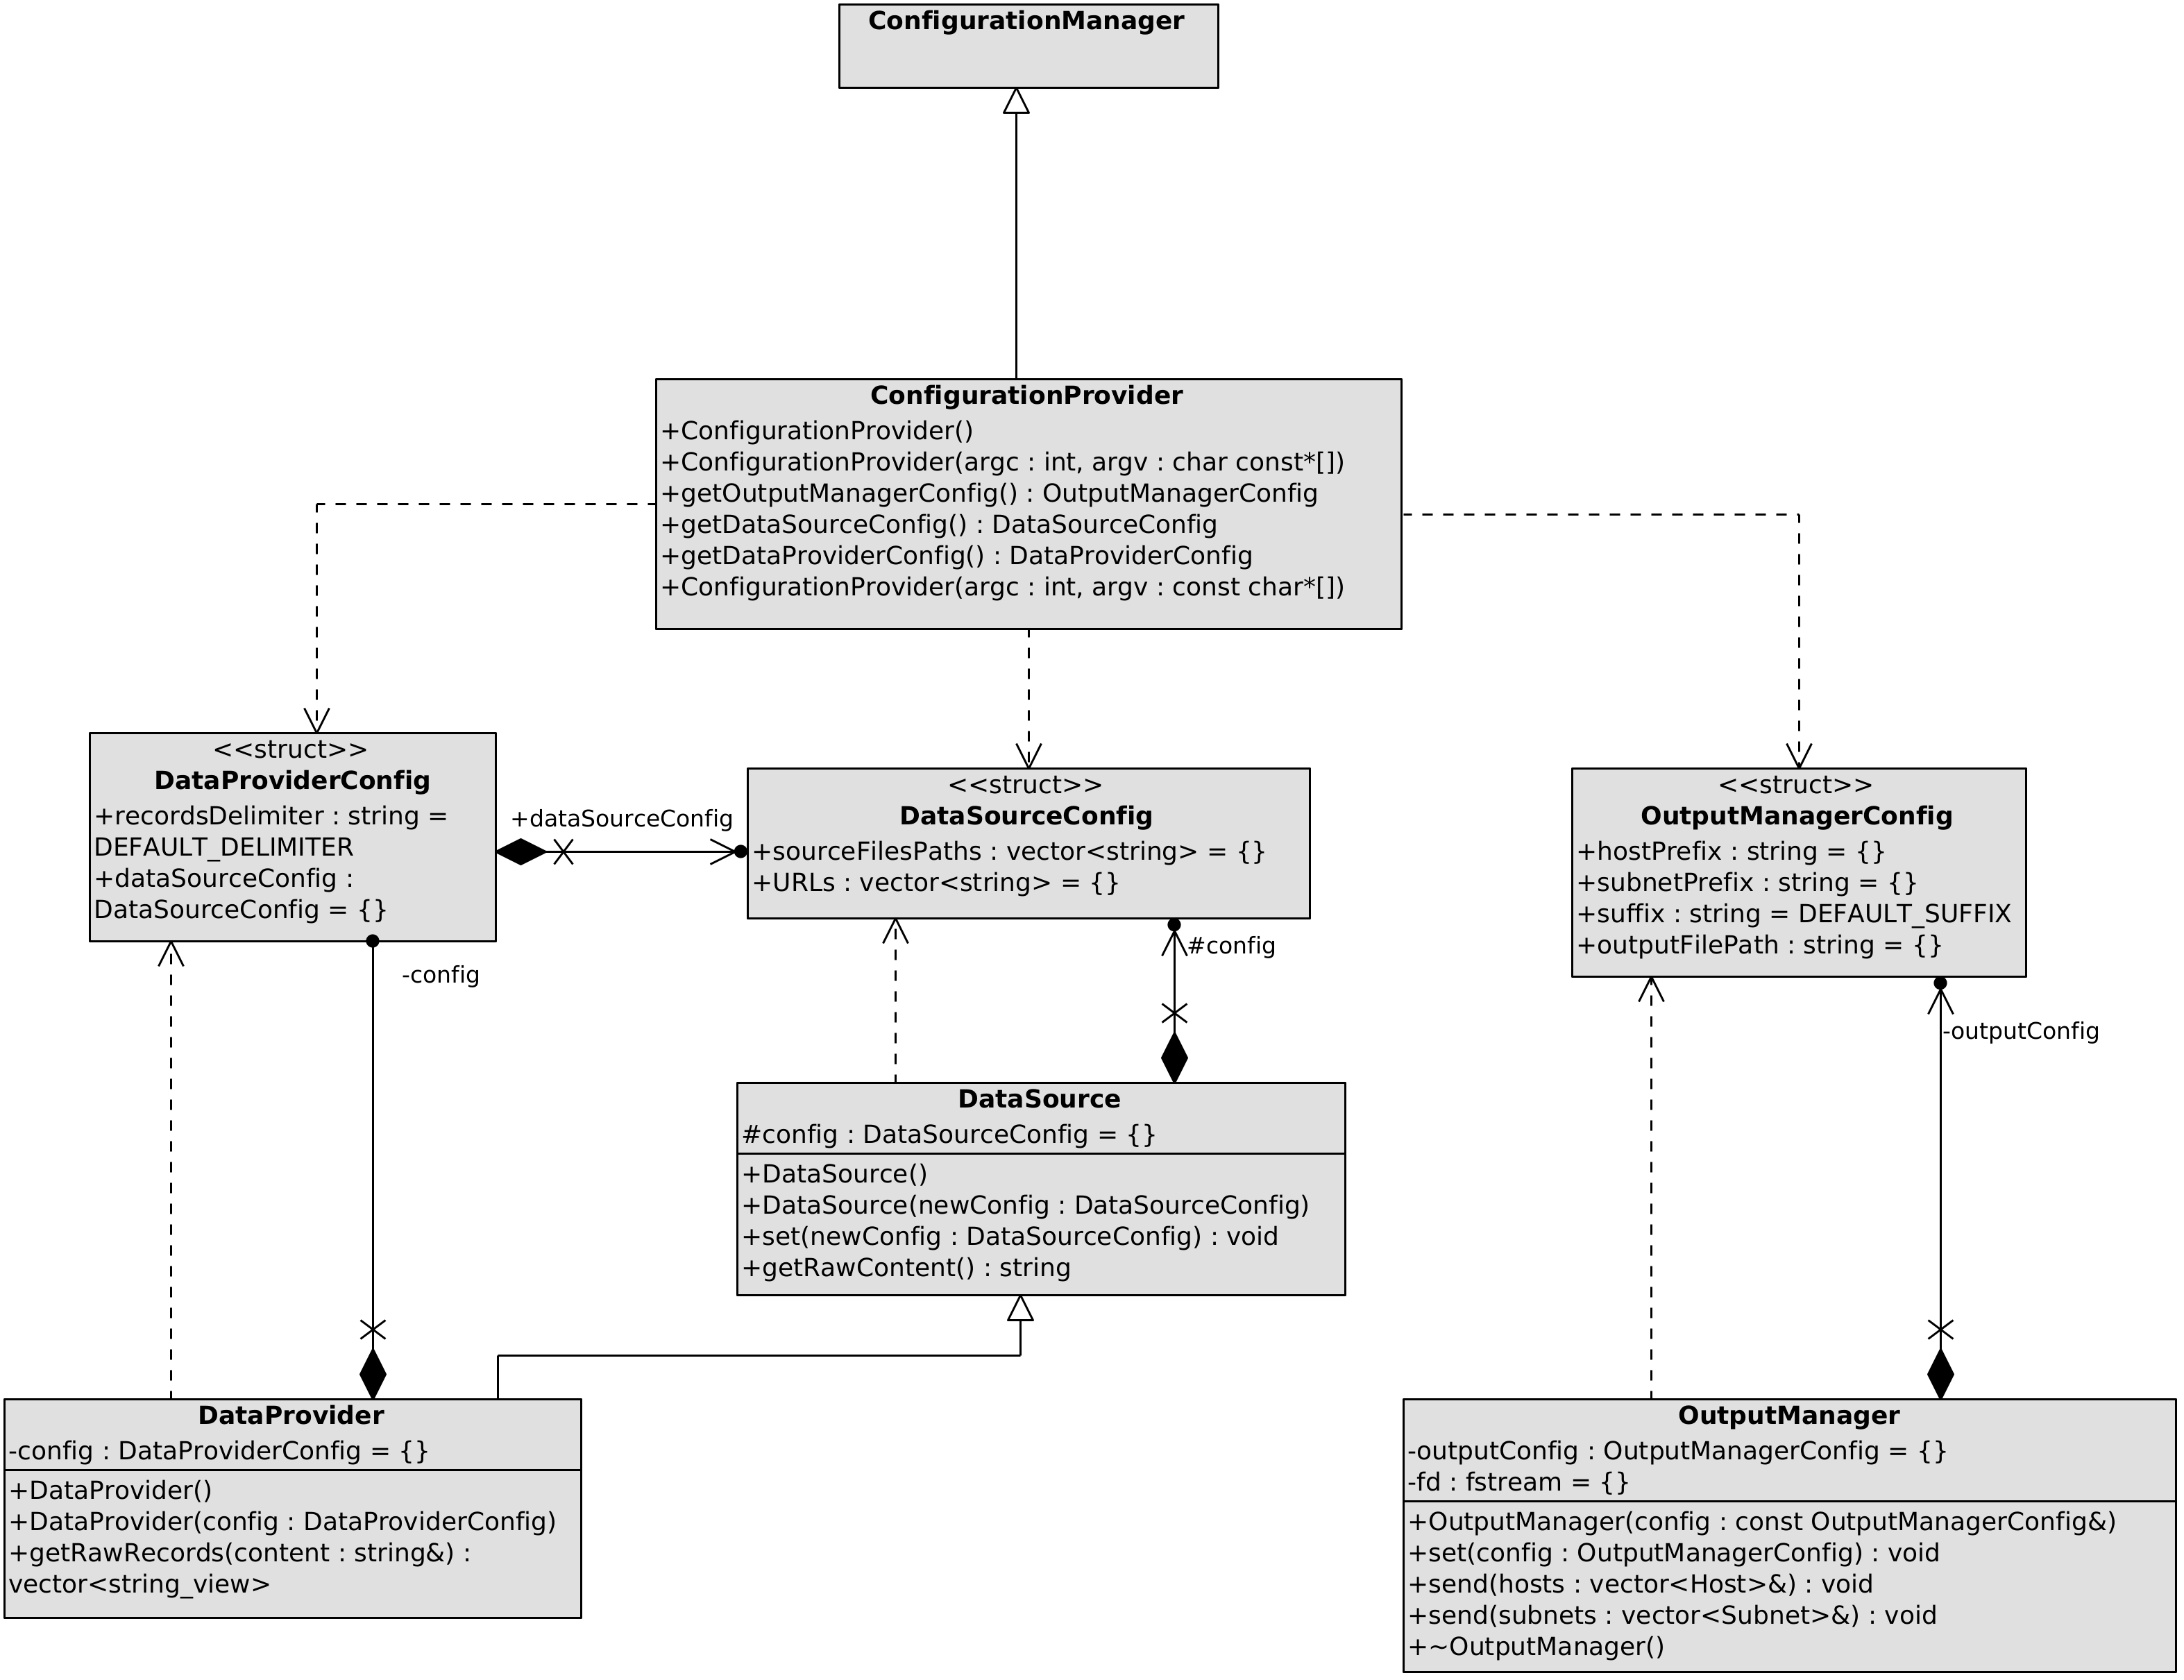 ConfigurationManager
ConfigurationProvider
+ConfigurationProvider()
+ConfigurationProvider(argc : int, argv : char const*[])
+getOutputManagerConfig() : OutputManagerConfig
+getDataSourceConfig() : DataSourceConfig
+getDataProviderConfig() : DataProviderConfig
+ConfigurationProvider(argc : int, argv : const char*[])
<<struct>>
DataProviderConfig
+recordsDelimiter : string =
DEFAULT_DELIMITER
+dataSourceConfig :
DataSourceConfig = {}
+dataSourceConfig
<<struct>>
DataSourceConfig
+sourceFilesPaths : vector<string> = {}
+URLs : vector<string> = {}
<<struct>>
OutputManagerConfig
+hostPrefix : string = {}
+subnetPrefix : string = {}
+suffix : string = DEFAULT_SUFFIX
+outputFilePath : string = {}
-config
#config
-outputConfig
DataSource
#config : DataSourceConfig = {}
+DataSource()
+DataSource(newConfig : DataSourceConfig)
+set(newConfig : DataSourceConfig) : void
+getRawContent() : string
DataProvider
-config : DataProviderConfig = {}
+DataProvider()
+DataProvider(config : DataProviderConfig)
+getRawRecords(content : string&) :
vector<string_view>
OutputManager
-outputConfig : OutputManagerConfig = {}
-fd : fstream = {}
+OutputManager(config : const OutputManagerConfig&)
+set(config : OutputManagerConfig) : void
+send(hosts : vector<Host>&) : void
+send(subnets : vector<Subnet>&) : void
+~OutputManager()